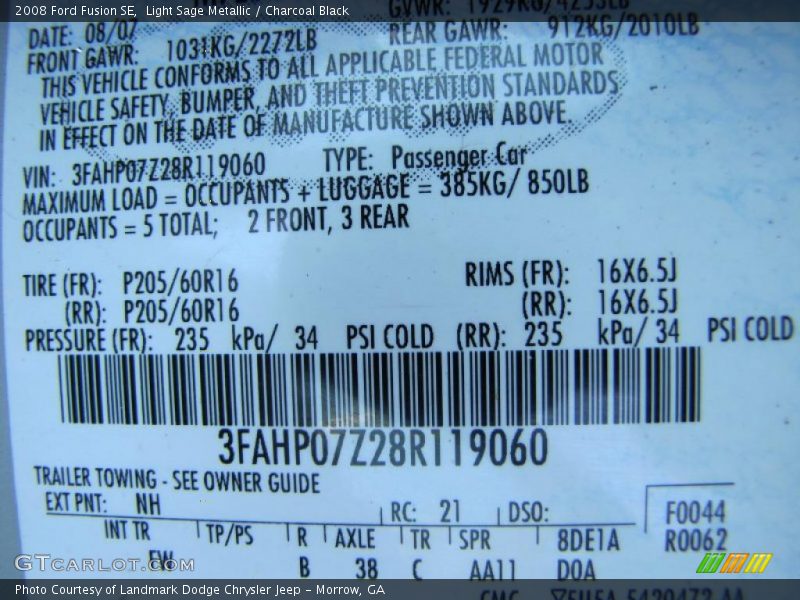 2008 Ford Fusion SE, Light Sage Metallic / Charcoal Black
GVWR: 1929KG/4253LB
DATE: 08/07
FRONT GAWR: 1031KG/2272LB REAR GAWR: 912KG/2010LB
THIS VEHICLE CONFORMS TO ALL APPLICABLE FEDERAL MOTOR
VEHICLE SAFETY, BUMPER, AND THEFT PREVENTION STANDARDS
IN EFFECT ON THE DATE OF MANUFACTURE SHOWN ABOVE.
VIN: 3FAHP07Z28R119060 TYPE: Passenger Car
MAXIMUM LOAD = OCCUPANTS + LUGGAGE = 385KG/ 850LB
OCCUPANTS = 5 TOTAL; 2 FRONT, 3 REAR
TIRE (FR): P205/60R16 RIMS (FR): 16X6.5J
(RR): P205/60R16 (RR): 16X6.5J
PRESSURE (FR): 235 kPa/ 34 PSI COLD (RR): 235 kPa/ 34 PSI COLD
3FAHP07Z28R119060
TRAILER TOWING - SEE OWNER GUIDE
EXT PNT: NH RC: 21 DSO: F0044
INT TR TP/PS R AXLE TR SPR 8DE1A R0062
EW B 38 C AA11 D0A
GTCarLot.com
Photo Courtesy of Landmark Dodge Chrysler Jeep - Morrow, GA